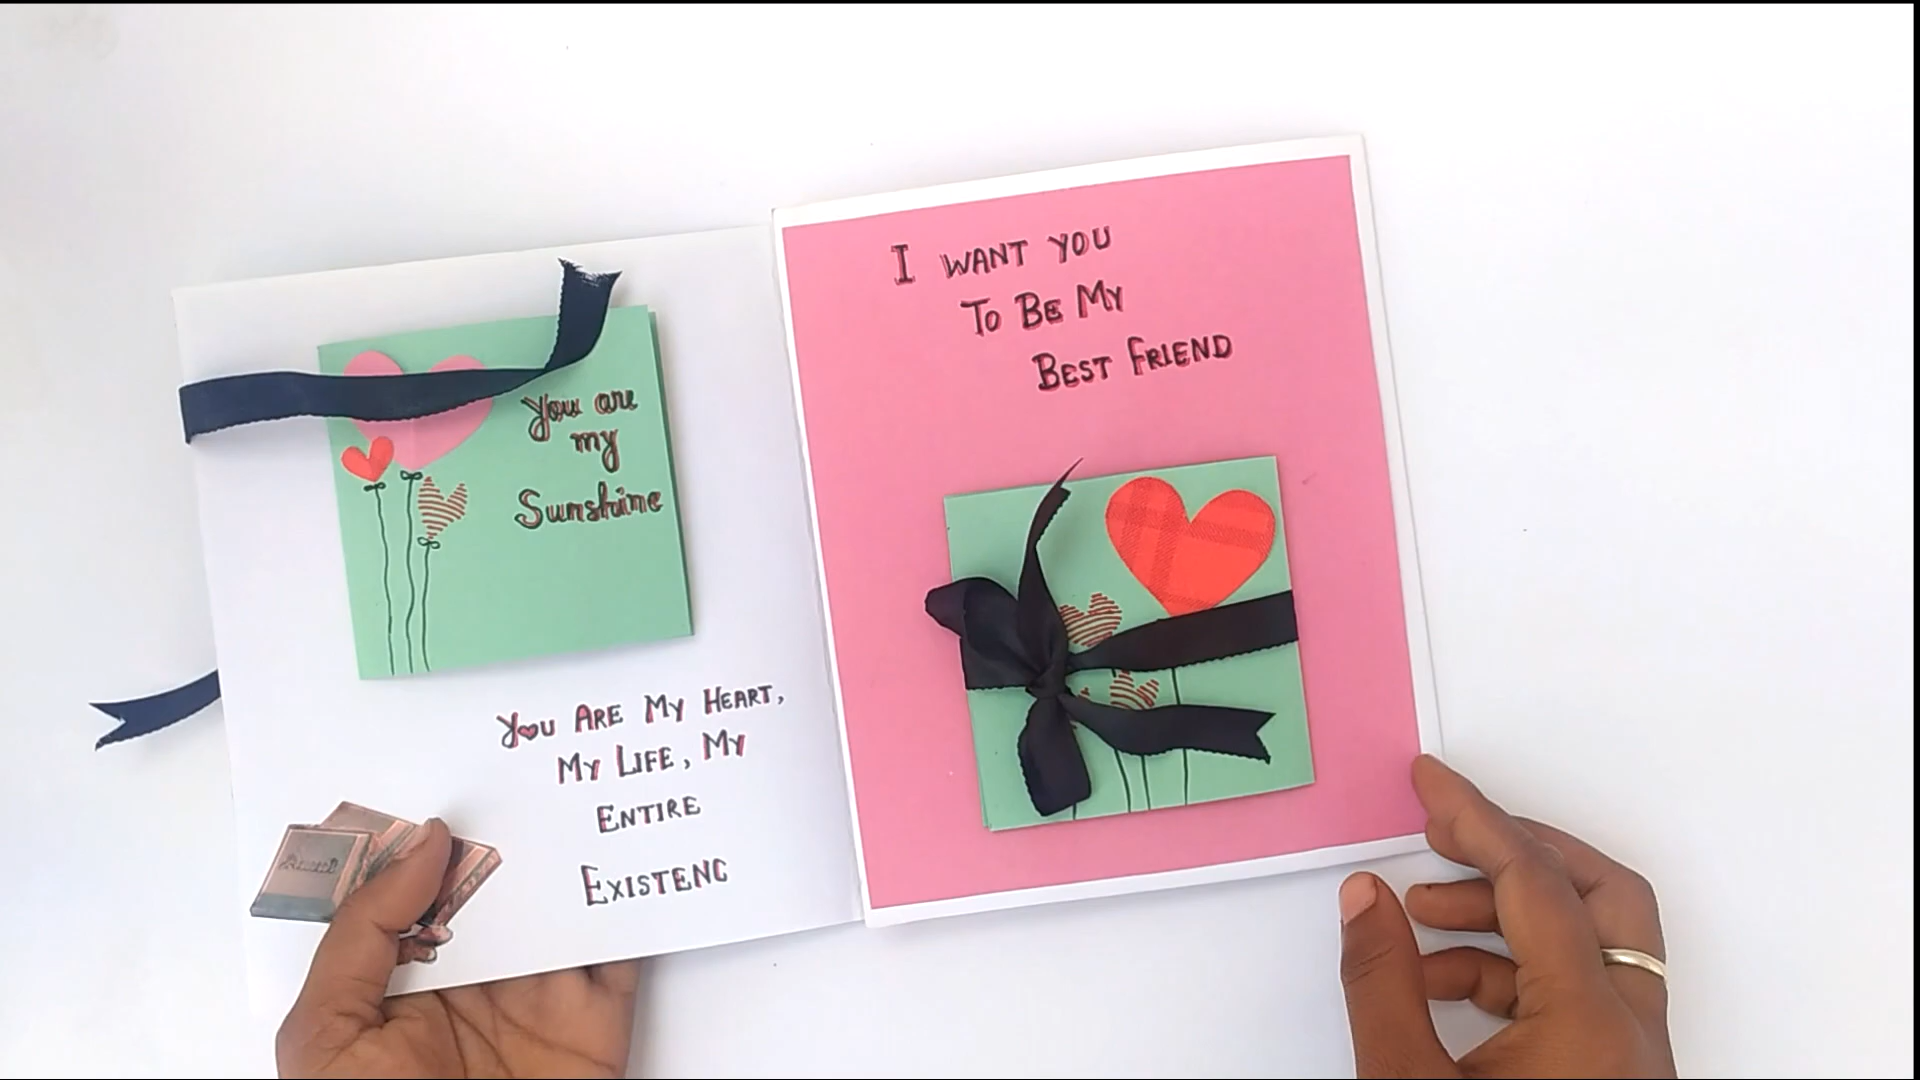 You are
my
Sunshine
You Are My Heart,
My Life, My
Entire
Existenc
I want you
To Be My
Best Friend